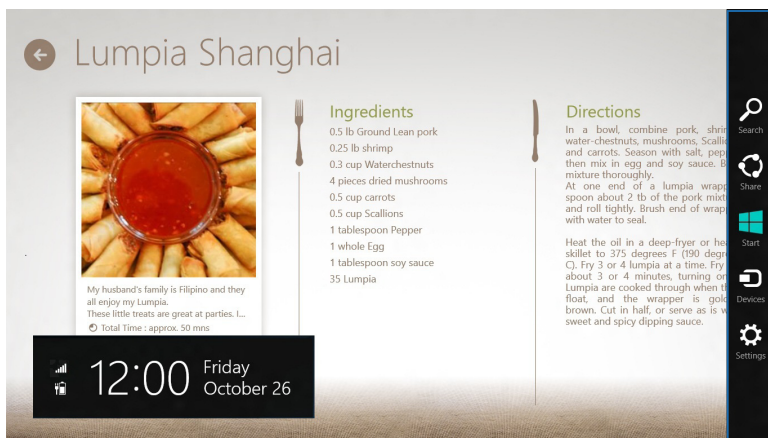 Lumpia Shanghai
My husband's family is Filipino and they
all enjoy my Lumpia.
These little treats are great at parties. I...
Total Time : approx. 50 mns
Ingredients
0.5 lb Ground Lean pork
0.25 lb shrimp
0.3 cup Waterchestnuts
4 pieces dried mushrooms
0.5 cup carrots
0.5 cup Scallions
1 tablespoon Pepper
1 whole Egg
1 tablespoon soy sauce
35 Lumpia
Directions
In a bowl, combine pork,
water-chestnuts, mushrooms,
and carrots. Season with salt,
then mix in egg and soy sauce.
mixture thoroughly.
At one end of a lumpia
spoon about 2 tb of the pork
and roll tightly. Brush end of
with water to seal.
Heat the oil in a deep-fryer or
skillet to 375 degrees F (190
C). Fry 3 or 4 lumpia at a time. Fry
about 3 or 4 minutes, turning
Lumpia are cooked through when
float, and the wrapper is
brown. Cut in half, or serve as is
sweet and spicy dipping sauce.
Search
Share
Start
Devices
Settings
12:00
Friday
October 26